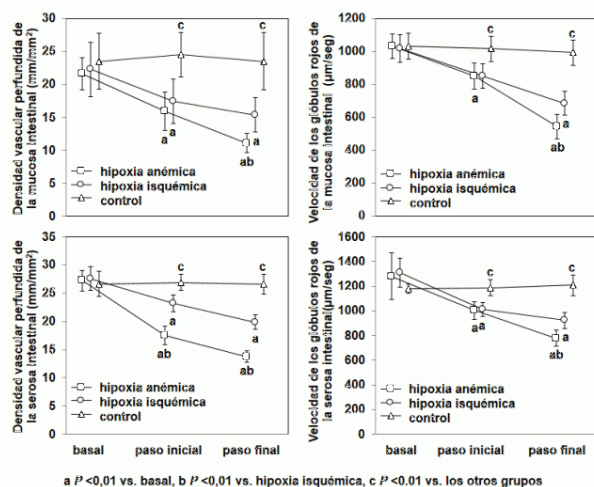 Densidad vascular perfundida de
la mucosa intestinal (mm/mm²)
30
25
20
15
10
5
0
c
c
a
a
a
ab
hipoxia anémica
hipoxia isquémica
control
Velocidad de los glóbulos rojos de
la mucosa intestinal (µm/seg)
1200
1000
800
600
400
200
0
c
c
a
a
a
ab
hipoxia anémica
hipoxia isquémica
control
Densidad vascular perfundida de
la serosa intestinal (mm/mm²)
35
30
25
20
15
10
5
0
c
c
a
ab
a
ab
hipoxia anémica
hipoxia isquémica
control
basal
paso inicial
paso final
Velocidad de los glóbulos rojos de
la serosa intestinal(µm/seg)
1600
1400
1200
1000
800
600
400
200
0
c
c
a
a
a
ab
hipoxia anémica
hipoxia isquémica
control
basal
paso inicial
paso final
a P <0,01 vs. basal, b P <0,01 vs. hipoxia isquémica, c P <0.01 vs. los otros grupos